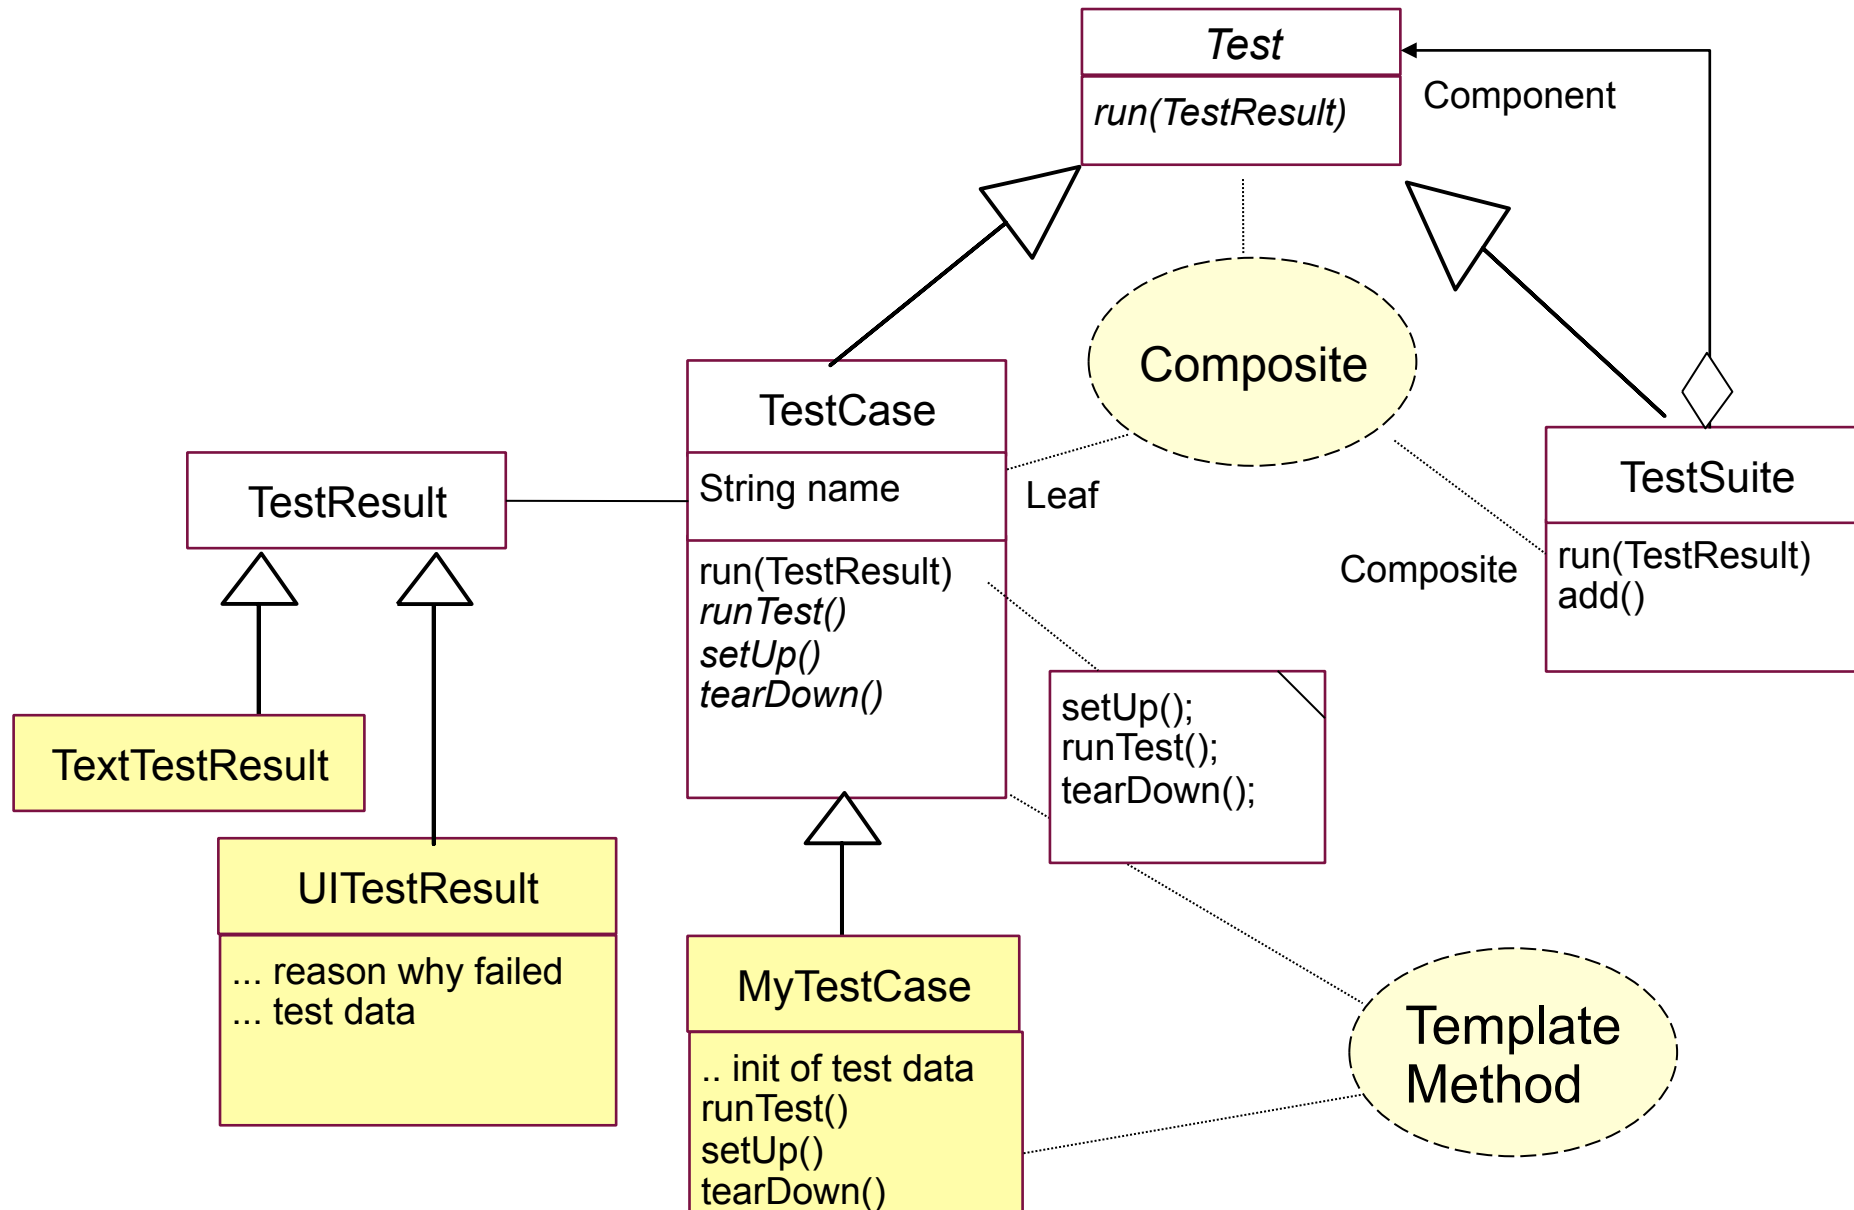 Test
run(TestResult)
Component
Composite
TestCase
String name
run(TestResult)
runTest()
setUp()
tearDown()
Leaf
TestSuite
run(TestResult)
add()
Composite
TestResult
setUp();
runTest();
tearDown();
TextTestResult
UITestResult
... reason why failed
... test data
MyTestCase
.. init of test data
runTest()
setUp()
tearDown()
Template
Method